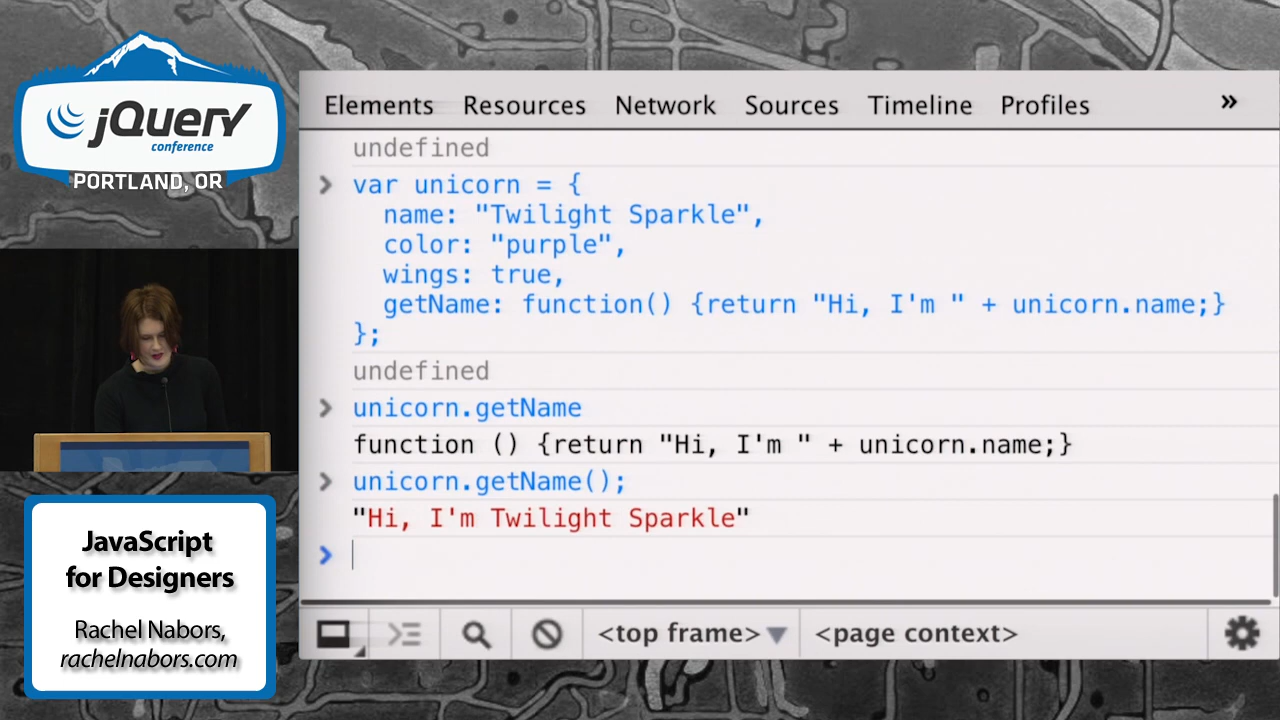 jQuery
conference
PORTLAND, OR
JavaScript
for Designers
Rachel Nabors,
rachelnabors.com
Elements Resources Network Sources Timeline Profiles »
undefined
> var unicorn = {
name: "Twilight Sparkle",
color: "purple",
wings: true,
getName: function() {return "Hi, I'm " + unicorn.name;}
};
undefined
> unicorn.getName
function () {return "Hi, I'm " + unicorn.name;}
> unicorn.getName();
"Hi, I'm Twilight Sparkle"
>
<top frame> ▼ <page context>